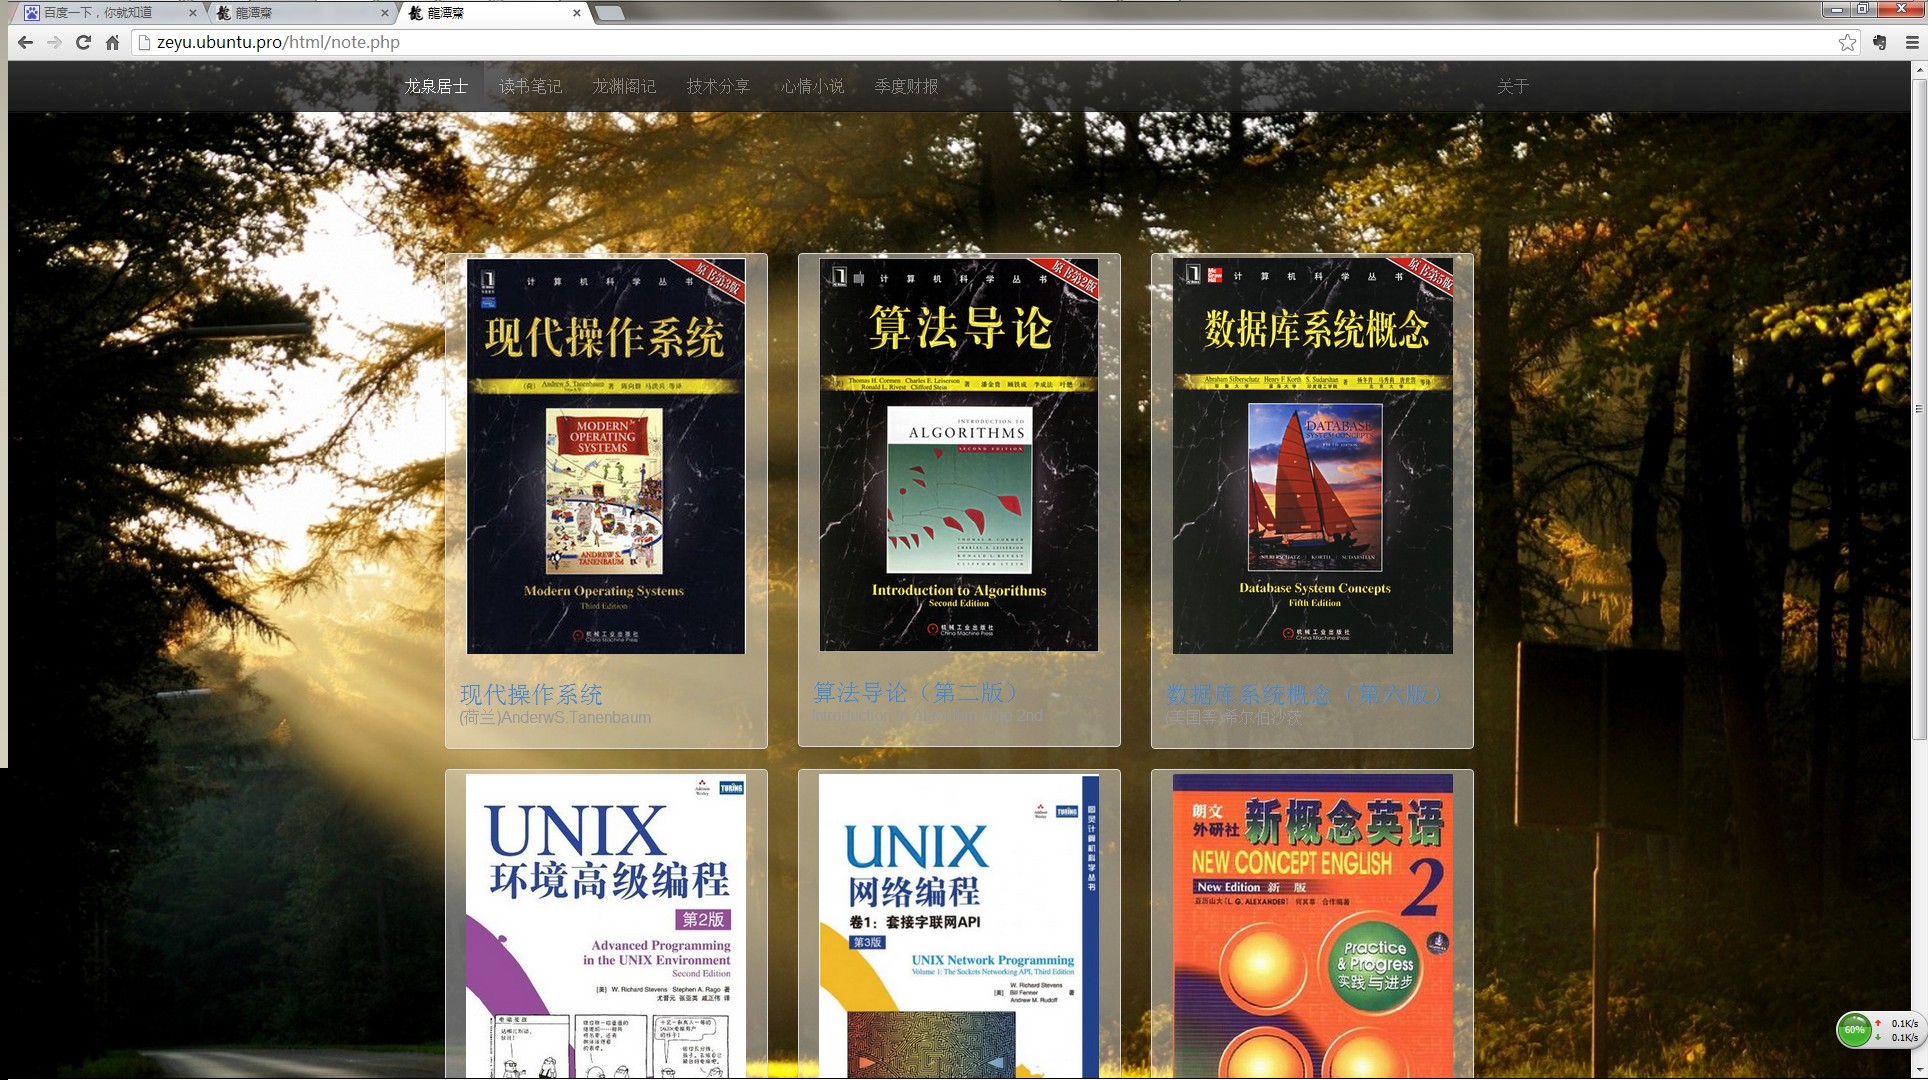 百度一下，你就知道
龍潭齋
龍潭齋
zeyu.ubuntu.pro/html/note.php
龙泉居士
读书笔记
龙渊阁记
技术分享
心情小说
季度财报
关于
计算机科学丛书
原书第3版
现代操作系统
(荷) Andrew S. Tanenbaum 著 陈向群 马洪兵 等译
MODERN
OPERATING
SYSTEMS
ANDREW S.
TANENBAUM
Modern Operating Systems
Third Edition
机械工业出版社
China Machine Press
现代操作系统
(荷兰)AnderwS.Tanenbaum
计算机科学丛书
原书第2版
算法导论
Thomas H. Cormen Charles E. Leiserson
Ronald L. Rivest Clifford Stein 著 潘金贵 顾铁成 李成法 叶懋 译
INTRODUCTION TO
ALGORITHMS
SECOND EDITION
THOMAS H. CORMEN
CHARLES E. LEISERSON
RONALD L. RIVEST
CLIFFORD STEIN
Introduction to Algorithms
Second Edition
机械工业出版社
China Machine Press
算法导论（第二版）
Mc
Graw
Hill
计算机科学丛书
原书第5版
数据库系统概念
Abraham Silberschatz Henry F. Korth S. Sudarshan 著 杨冬青 马秀莉 唐世渭 等译
DATABASE
SYSTEM CONCEPTS
SILBERSCHATZ | KORTH | SUDARSHAN
Database System Concepts
Fifth Edition
机械工业出版社
China Machine Press
数据库系统概念（第六版）
(美国等)希尔伯沙茨
Addison
Wesley
TURING
UNIX
环境高级编程
第2版
Advanced Programming
in the UNIX Environment
Second Edition
[美] W. Richard Stevens Stephen A. Rago 著
尤晋元 张亚英 戚正伟 译
Addison
Wesley
TURING
图灵计算机科学丛书
UNIX
网络编程
卷1：套接字联网API
第3版
UNIX Network Programming
Volume 1: The Sockets Networking API, Third Edition
W. Richard Stevens
[美] Bill Fenner 著
Andrew M. Rudoff
朗文
外研社
新概念英语
NEW CONCEPT ENGLISH
New Edition 新 版
2
亚历山大(L. G. ALEXANDER) 何其莘 合作编著
Practice
& Progress
实践与进步
60%
0.1K/s
0.1K/s